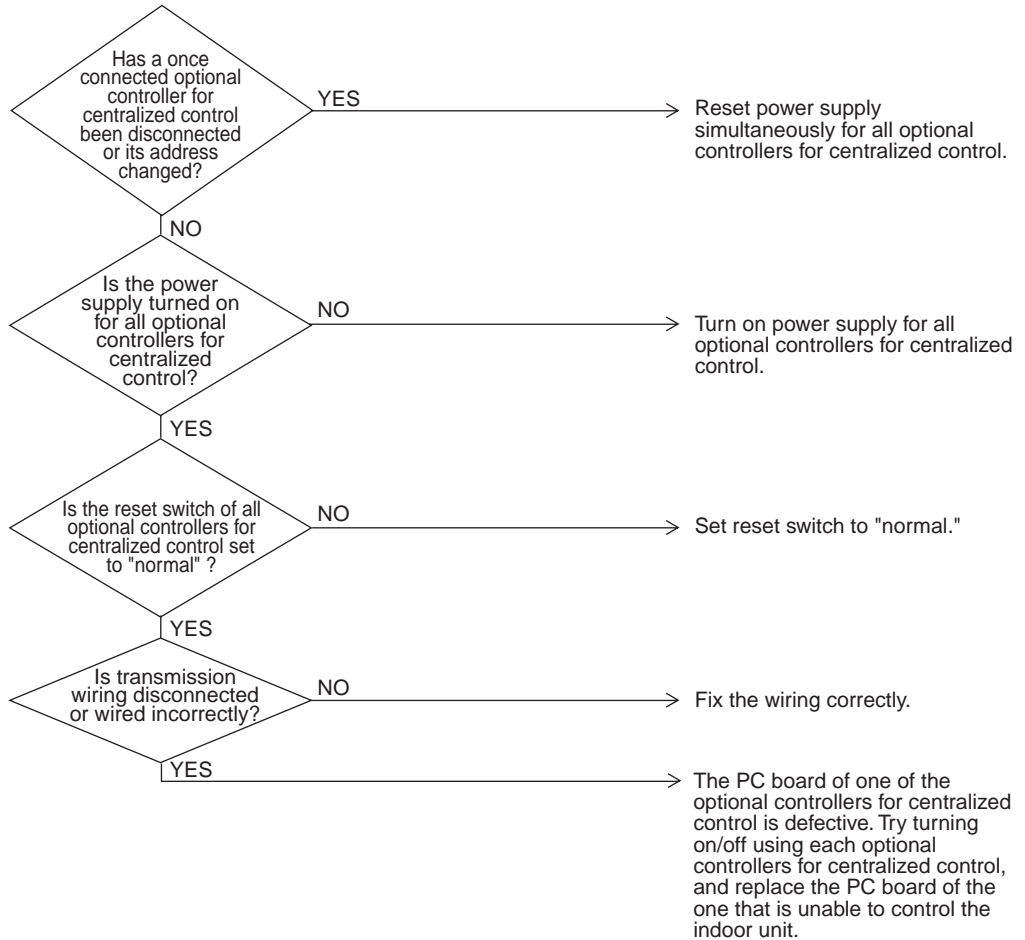 Has a once
connected optional
controller for
centralized control
been disconnected
or its address
changed?
YES
Reset power supply
simultaneously for all optional
controllers for centralized control.
NO
Is the power
supply turned on
for all optional
controllers for
centralized
control?
NO
Turn on power supply for all
optional controllers for centralized
control.
YES
Is the reset switch of all
optional controllers for
centralized control set
to "normal" ?
NO
Set reset switch to "normal."
YES
Is transmission
wiring disconnected
or wired incorrectly?
NO
Fix the wiring correctly.
YES
The PC board of one of the
optional controllers for centralized
control is defective. Try turning
on/off using each optional
controllers for centralized control,
and replace the PC board of the
one that is unable to control the
indoor unit.